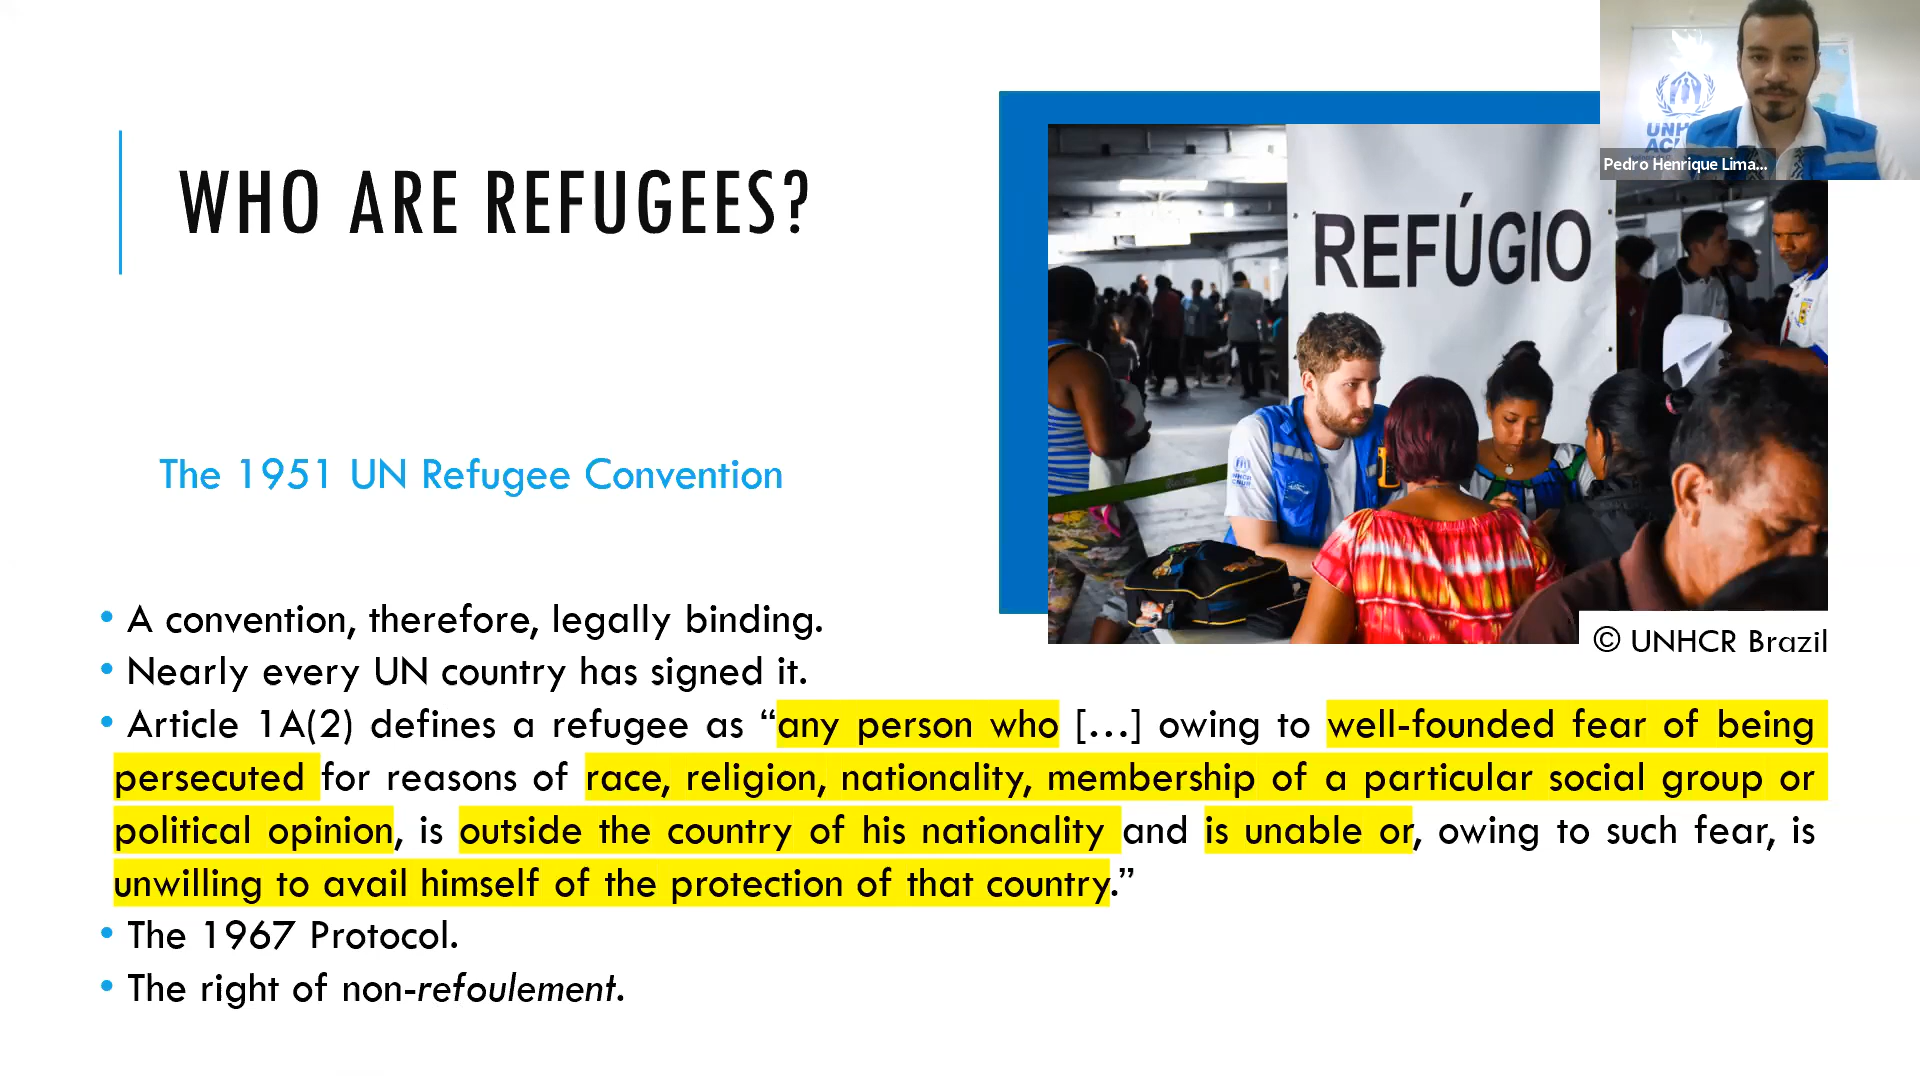 WHO ARE REFUGEES?
The 1951 UN Refugee Convention
REFÚGIO
UNHCR
ACNUR
UNH
Pedro Henrique Lima...
© UNHCR Brazil
• A convention, therefore, legally binding.
• Nearly every UN country has signed it.
• Article 1A(2) defines a refugee as “any person who […] owing to well-founded fear of being
persecuted for reasons of race, religion, nationality, membership of a particular social group or
political opinion, is outside the country of his nationality and is unable or, owing to such fear, is
unwilling to avail himself of the protection of that country.”
• The 1967 Protocol.
• The right of non-refoulement.